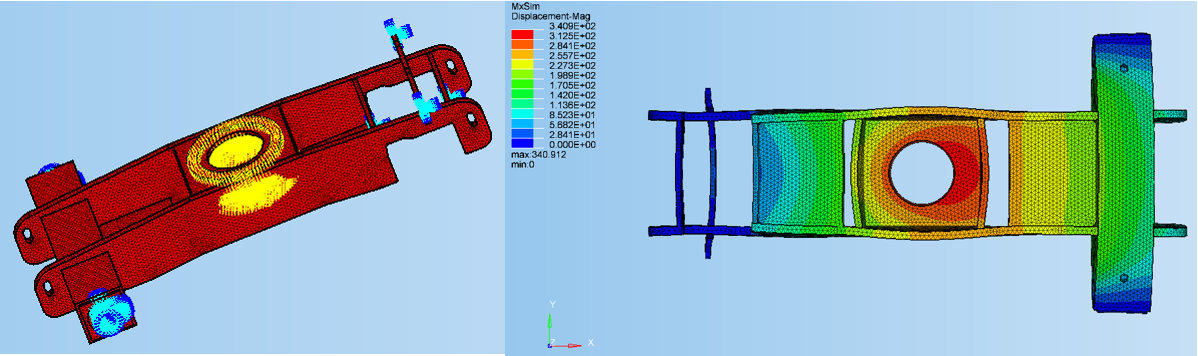 MxSim
Displacement-Mag
3.409E+02
3.125E+02
2.841E+02
2.557E+02
2.273E+02
1.989E+02
1.705E+02
1.420E+02
1.136E+02
8.523E+01
5.682E+01
2.841E+01
0.000E+00
max:340.912
min:0
Y
Z X